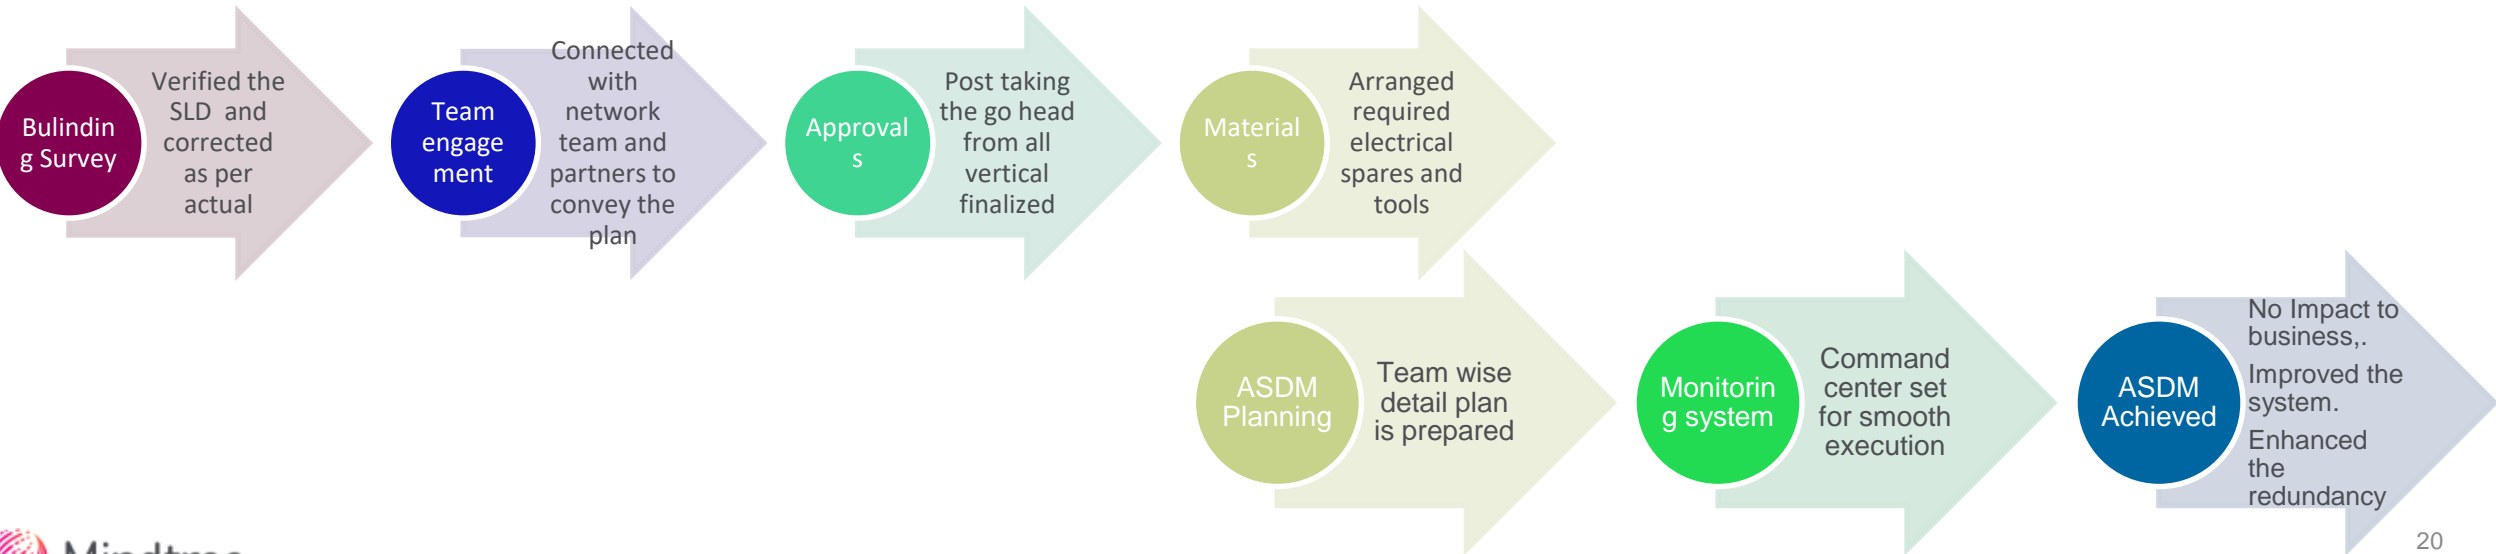 Bulindin
g Survey
Verified the
SLD  and
corrected
as per
actual
Team
engage
ment
Connected
with
network
team and
partners to
convey the
plan
Approval
s
Post taking
the go head
from all
vertical
finalized
Material
s
Arranged
required
electrical
spares and
tools
ASDM
Planning
Team wise
detail plan
is prepared
Monitorin
g system
Command
center set
for smooth
execution
ASDM
Achieved
No Impact to
business,.
Improved the
system.
Enhanced
the
redundancy
Mindtree
20